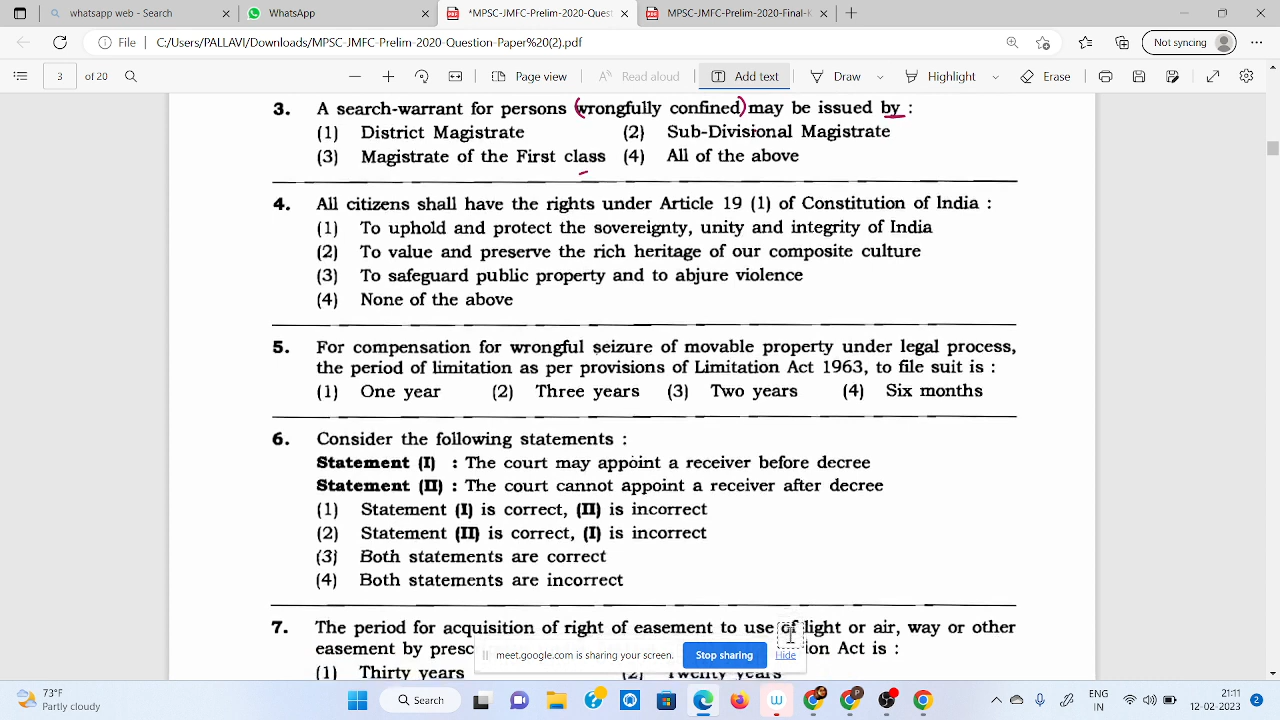 whatsapp web - Search
WhatsApp
*MPSC-JMFC-Prelim-2020-Quest
MPSC-JMFC-Prelim-2020-Final-K
File
C:/Users/PALLAVI/Downloads/MPSC JMFC-Prelim-2020-Question-Paper%20(2).pdf
Not syncing
3 of 20
Page view
Read aloud
Add text
Draw
Highlight
Erase
3. A search-warrant for persons (wrongfully confined) may be issued by :
(1) District Magistrate (2) Sub-Divisional Magistrate
(3) Magistrate of the First class (4) All of the above
4. All citizens shall have the rights under Article 19 (1) of Constitution of India :
(1) To uphold and protect the sovereignty, unity and integrity of India
(2) To value and preserve the rich heritage of our composite culture
(3) To safeguard public property and to abjure violence
(4) None of the above
5. For compensation for wrongful seizure of movable property under legal process,
the period of limitation as per provisions of Limitation Act 1963, to file suit is :
(1) One year (2) Three years (3) Two years (4) Six months
6. Consider the following statements :
Statement (I) : The court may appoint a receiver before decree
Statement (II) : The court cannot appoint a receiver after decree
(1) Statement (I) is correct, (II) is incorrect
(2) Statement (II) is correct, (I) is incorrect
(3) Both statements are correct
(4) Both statements are incorrect
7. The period for acquisition of right of easement to use of light or air, way or other
easement by presc on Act is :
(1) Thirty years (2) Twenty years
meet.google.com is sharing your screen.
Stop sharing
Hide
73°F
Partly cloudy
Search
ENG
IN
21:11
12-02-2023